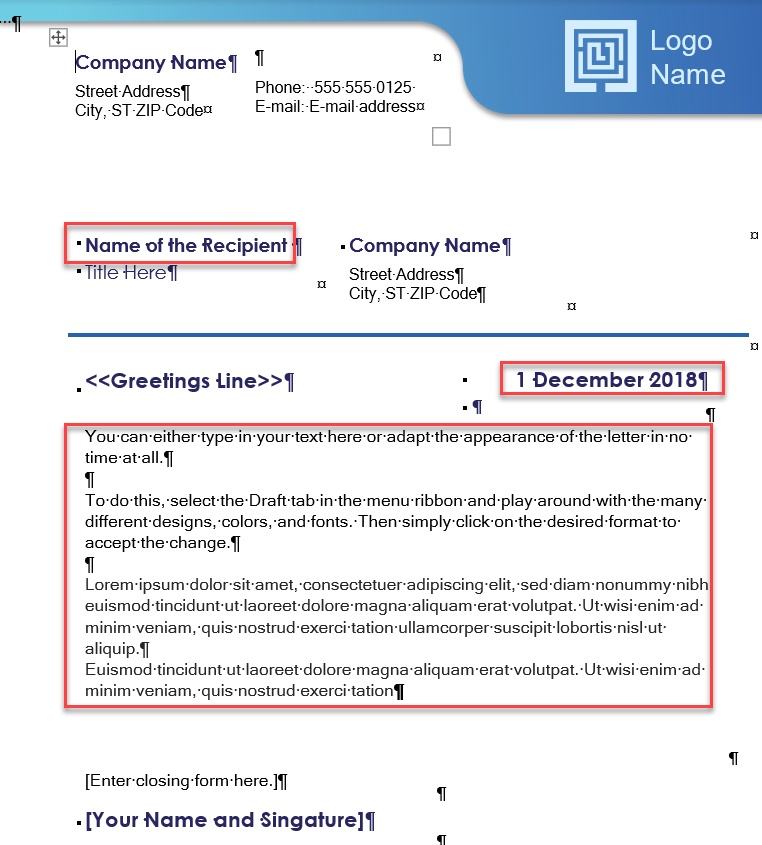 Logo
Name
Company Name
Street Address
City, ST ZIP Code
Phone: 555 555 0125
E-mail: E-mail address
Name of the Recipient
Title Here
Company Name
Street Address
City, ST ZIP Code
<<Greetings Line>>
1 December 2018
You can either type in your text here or adapt the appearance of the letter in no
time at all.
To do this, select the Draft tab in the menu ribbon and play around with the many
different designs, colors, and fonts. Then simply click on the desired format to
accept the change.
Lorem ipsum dolor sit amet, consectetuer adipiscing elit, sed diam nonummy nibh
euismod tincidunt ut laoreet dolore magna aliquam erat volutpat. Ut wisi enim ad
minim veniam, quis nostrud exerci tation ullamcorper suscipit lobortis nisl ut
aliquip.
Euismod tincidunt ut laoreet dolore magna aliquam erat volutpat. Ut wisi enim ad
minim veniam, quis nostrud exerci tation
[Enter closing form here.]
[Your Name and Singature]